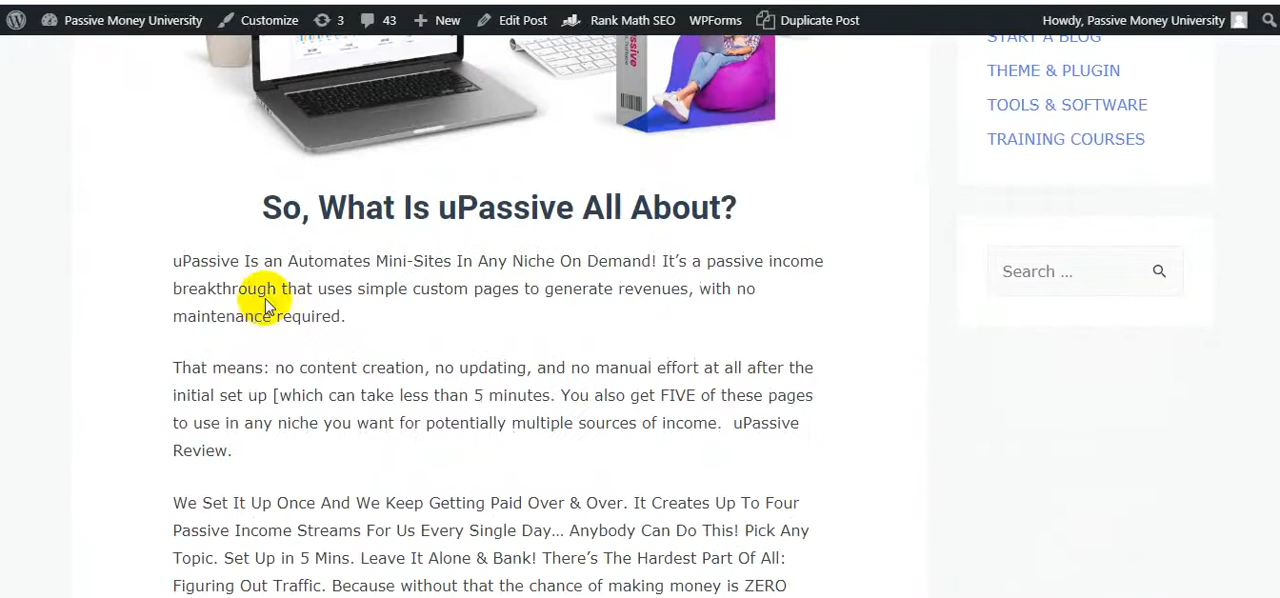 Passive Money University Customize 3 43 New Edit Post Rank Math SEO WPForms Duplicate Post Howdy, Passive Money University
START A BLOG
THEME & PLUGIN
TOOLS & SOFTWARE
TRAINING COURSES
Search ...
So, What Is uPassive All About?
uPassive Is an Automates Mini-Sites In Any Niche On Demand! It’s a passive income
breakthrough that uses simple custom pages to generate revenues, with no
maintenance required.
That means: no content creation, no updating, and no manual effort at all after the
initial set up [which can take less than 5 minutes. You also get FIVE of these pages
to use in any niche you want for potentially multiple sources of income.  uPassive
Review.
We Set It Up Once And We Keep Getting Paid Over & Over. It Creates Up To Four
Passive Income Streams For Us Every Single Day… Anybody Can Do This! Pick Any
Topic. Set Up in 5 Mins. Leave It Alone & Bank! There’s The Hardest Part Of All:
Figuring Out Traffic. Because without that the chance of making money is ZERO